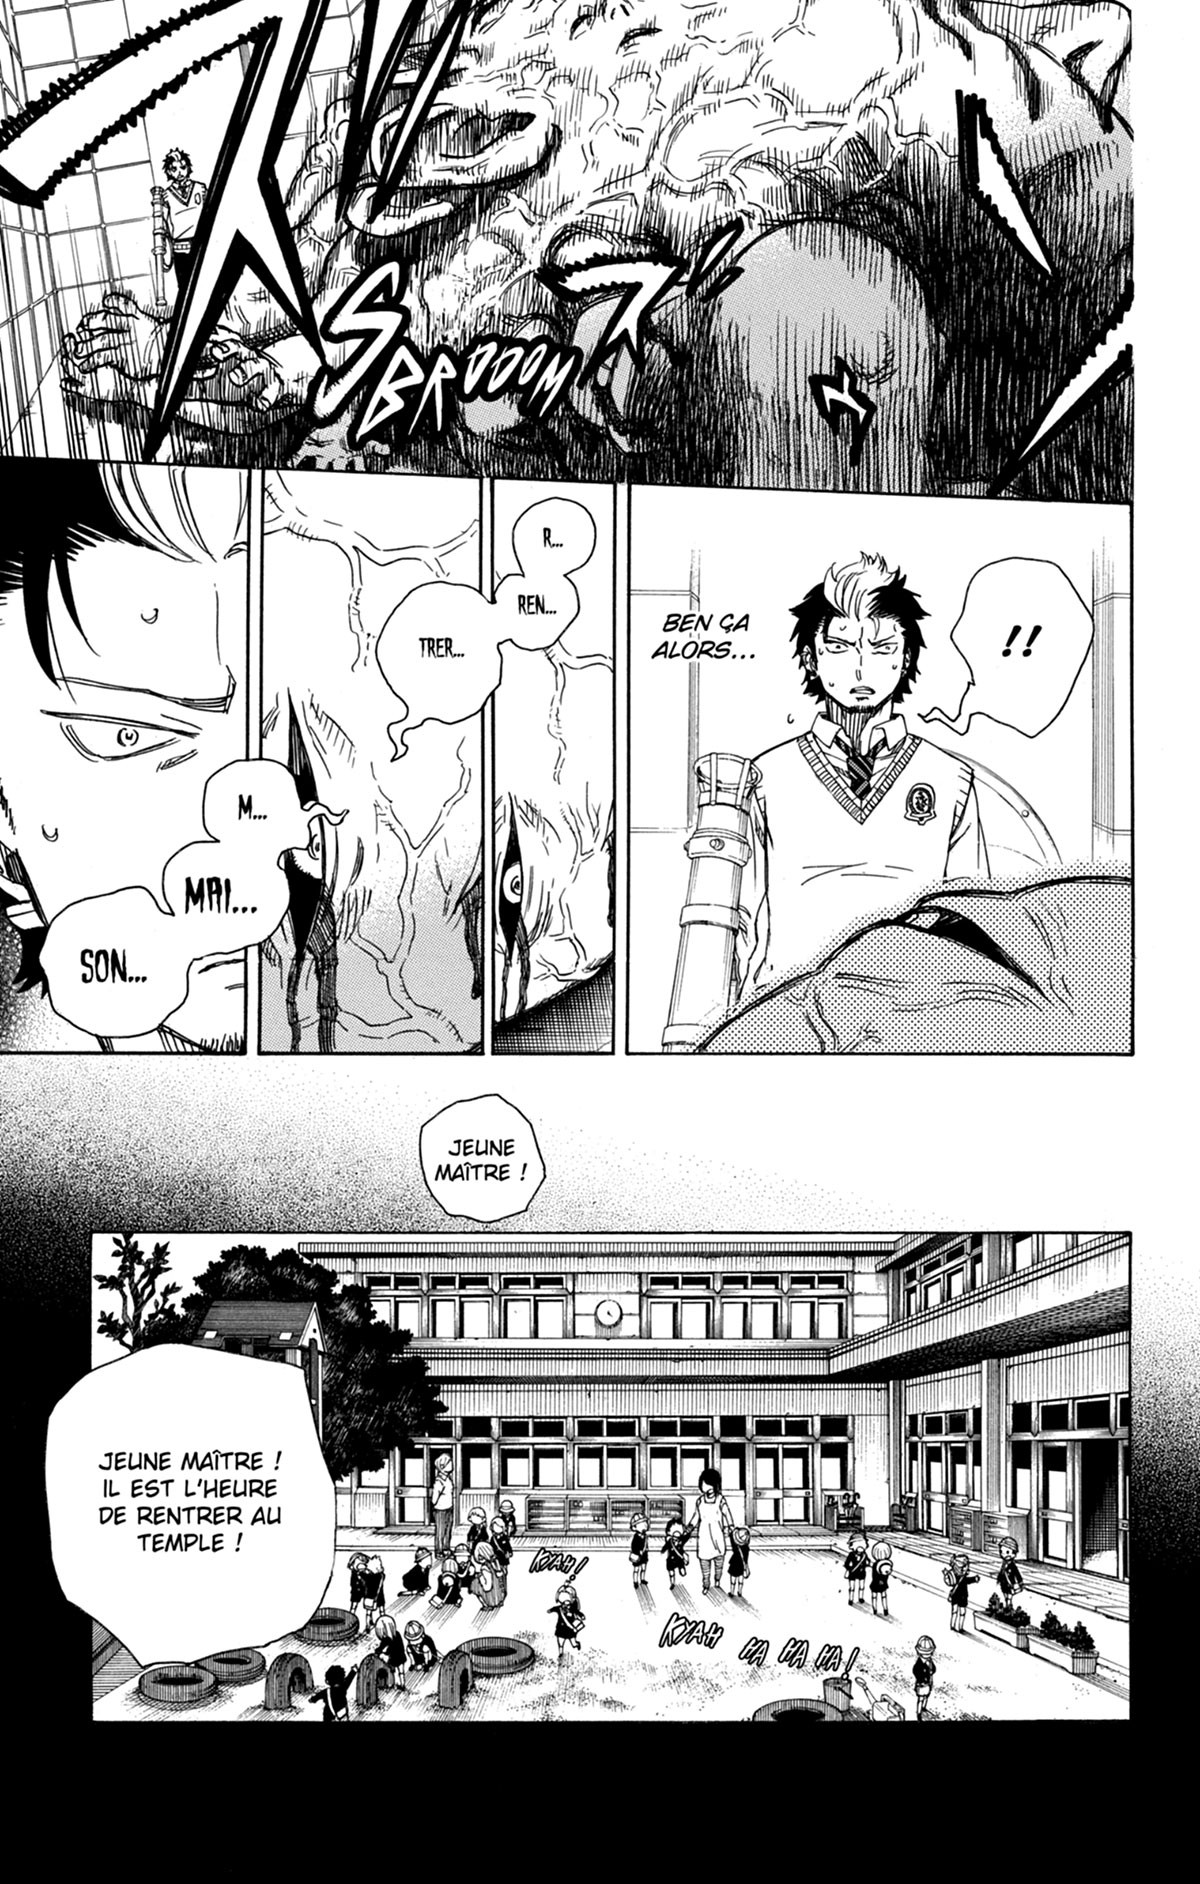 SBROOOOM
!!
BEN ÇA
ALORS...
R...
REN...
TRER...
M...
MAI...
SON...
JEUNE
MAÎTRE !
JEUNE MAÎTRE !
IL EST L'HEURE
DE RENTRER AU
TEMPLE !
KYAH !
KYAH HA HA HA !